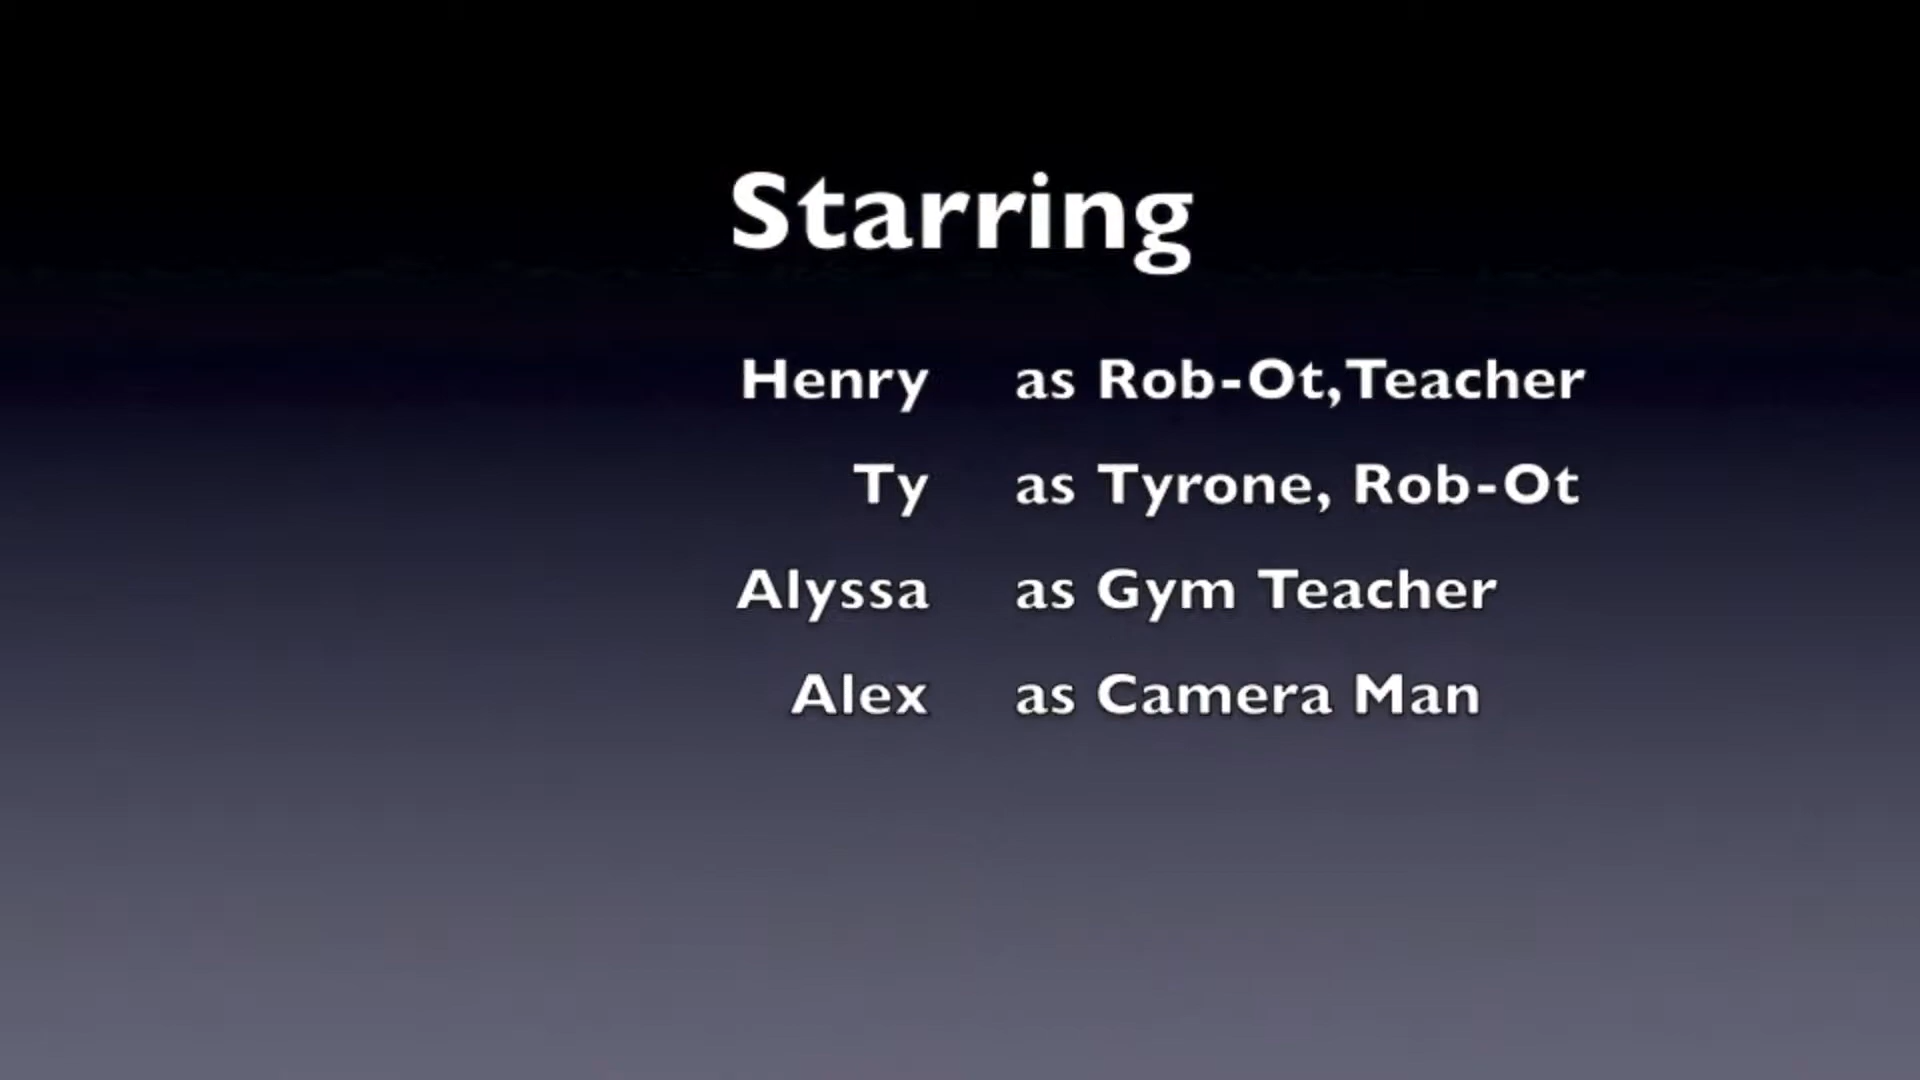 Starring
Henry as Rob-Ot,Teacher
Ty as Tyrone, Rob-Ot
Alyssa as Gym Teacher
Alex as Camera Man